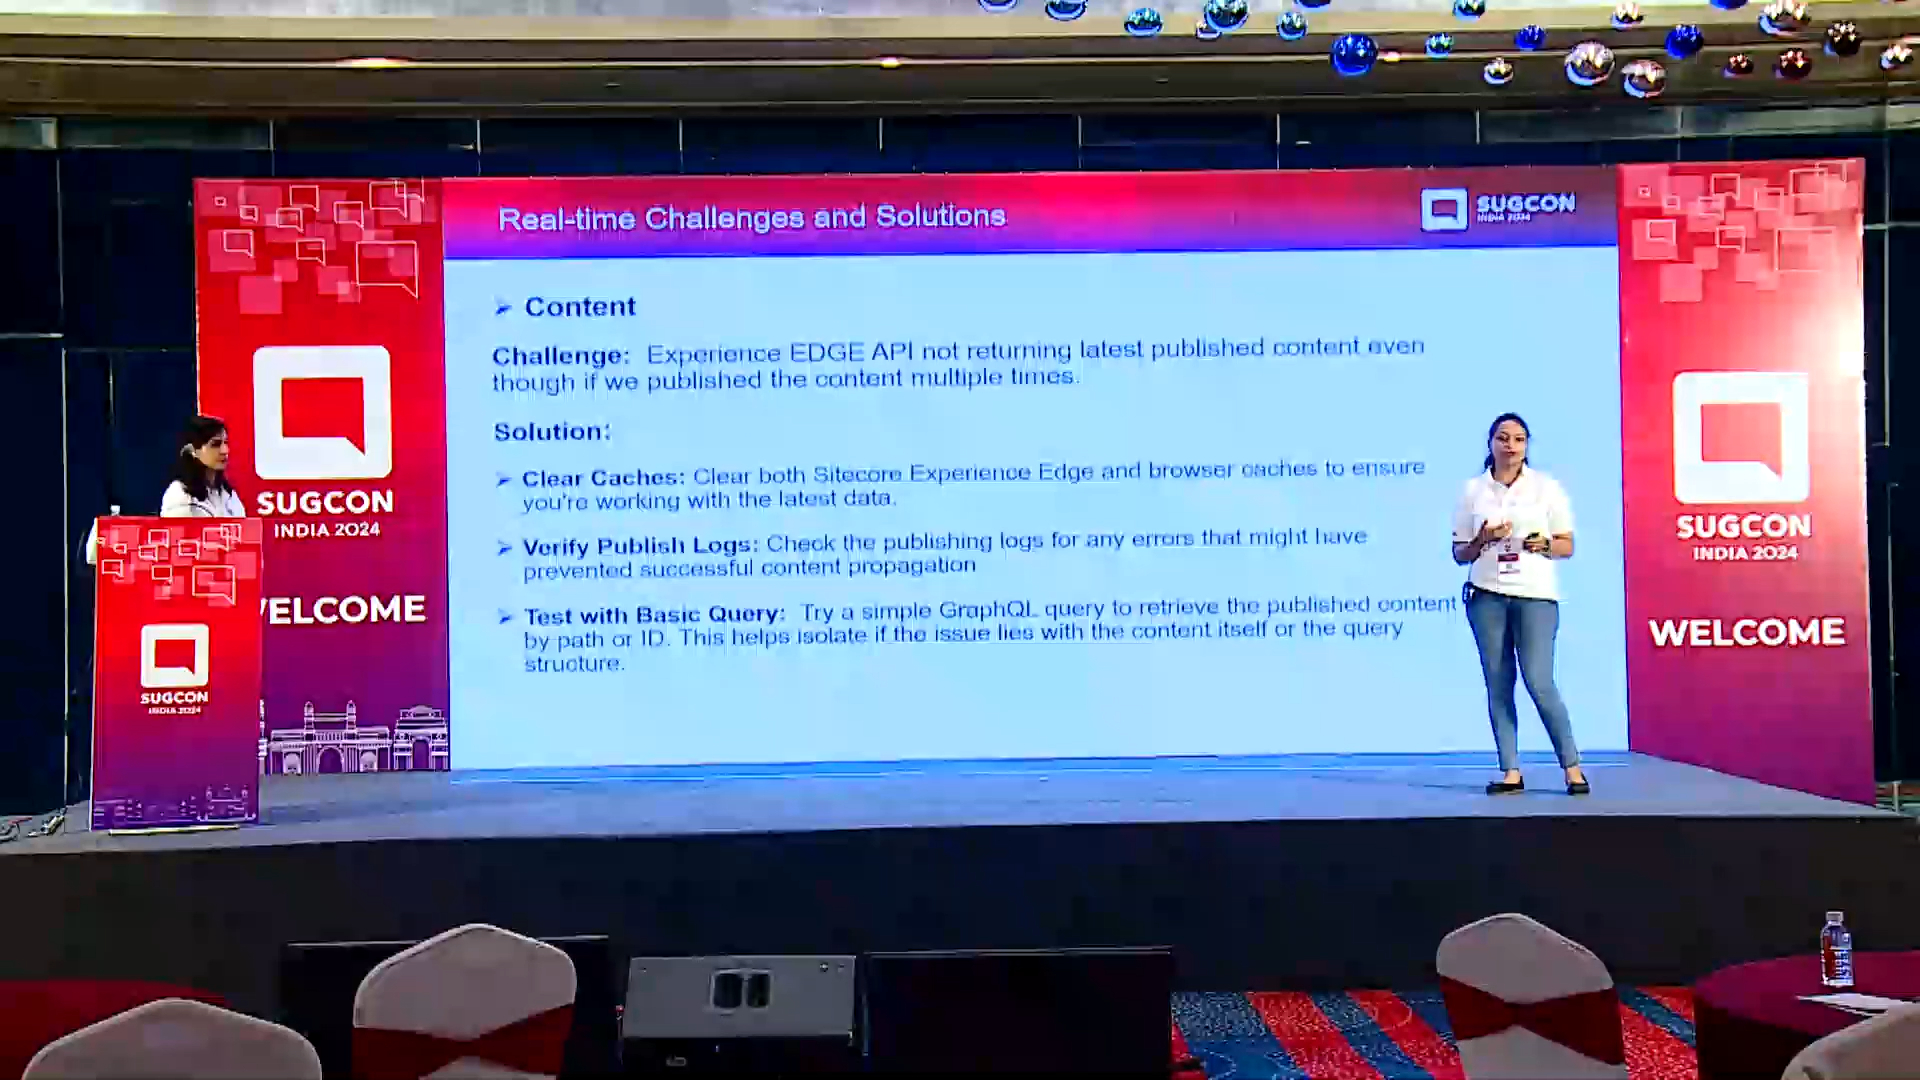 Real-time Challenges and Solutions
SUGCON
INDIA 2024
➢ Content
Challenge: Experience EDGE API not returning latest published content even
though if we published the content multiple times.
Solution:
➢ Clear Caches: Clear both Sitecore Experience Edge and browser caches to ensure
you're working with the latest data.
➢ Verify Publish Logs: Check the publishing logs for any errors that might have
prevented successful content propagation
➢ Test with Basic Query: Try a simple GraphQL query to retrieve the published content
by path or ID. This helps isolate if the issue lies with the content itself or the query
structure.
SUGCON
INDIA 2024
ELCOME
SUGCON
INDIA 2024
SUGCON
INDIA 2024
WELCOME